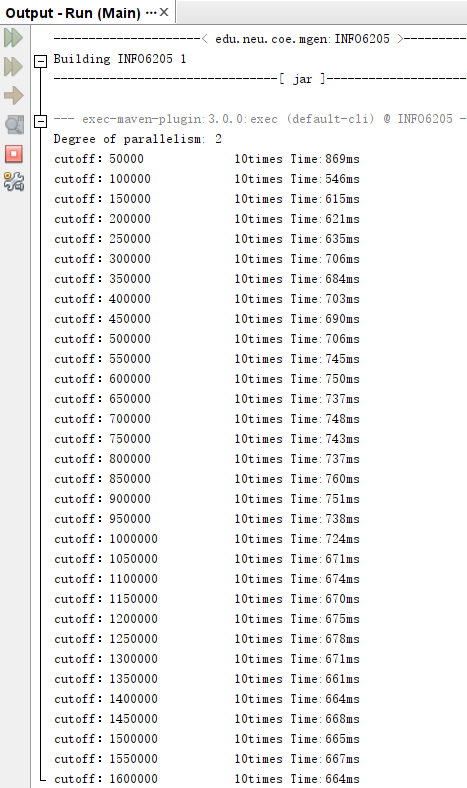 Output - Run (Main) ··· ×
--------------------< edu.neu.coe.mgen:INFO6205 >--------------------
Building INFO6205 1
--------------------------------[ jar ]--------------------------------
--- exec-maven-plugin:3.0.0:exec (default-cli) @ INFO6205 -
Degree of parallelism: 2
cutoff: 50000 10times Time:869ms
cutoff: 100000 10times Time:546ms
cutoff: 150000 10times Time:615ms
cutoff: 200000 10times Time:621ms
cutoff: 250000 10times Time:635ms
cutoff: 300000 10times Time:706ms
cutoff: 350000 10times Time:684ms
cutoff: 400000 10times Time:703ms
cutoff: 450000 10times Time:690ms
cutoff: 500000 10times Time:706ms
cutoff: 550000 10times Time:745ms
cutoff: 600000 10times Time:750ms
cutoff: 650000 10times Time:737ms
cutoff: 700000 10times Time:748ms
cutoff: 750000 10times Time:743ms
cutoff: 800000 10times Time:737ms
cutoff: 850000 10times Time:760ms
cutoff: 900000 10times Time:751ms
cutoff: 950000 10times Time:738ms
cutoff: 1000000 10times Time:724ms
cutoff: 1050000 10times Time:671ms
cutoff: 1100000 10times Time:674ms
cutoff: 1150000 10times Time:670ms
cutoff: 1200000 10times Time:675ms
cutoff: 1250000 10times Time:678ms
cutoff: 1300000 10times Time:671ms
cutoff: 1350000 10times Time:661ms
cutoff: 1400000 10times Time:664ms
cutoff: 1450000 10times Time:668ms
cutoff: 1500000 10times Time:665ms
cutoff: 1550000 10times Time:667ms
cutoff: 1600000 10times Time:664ms